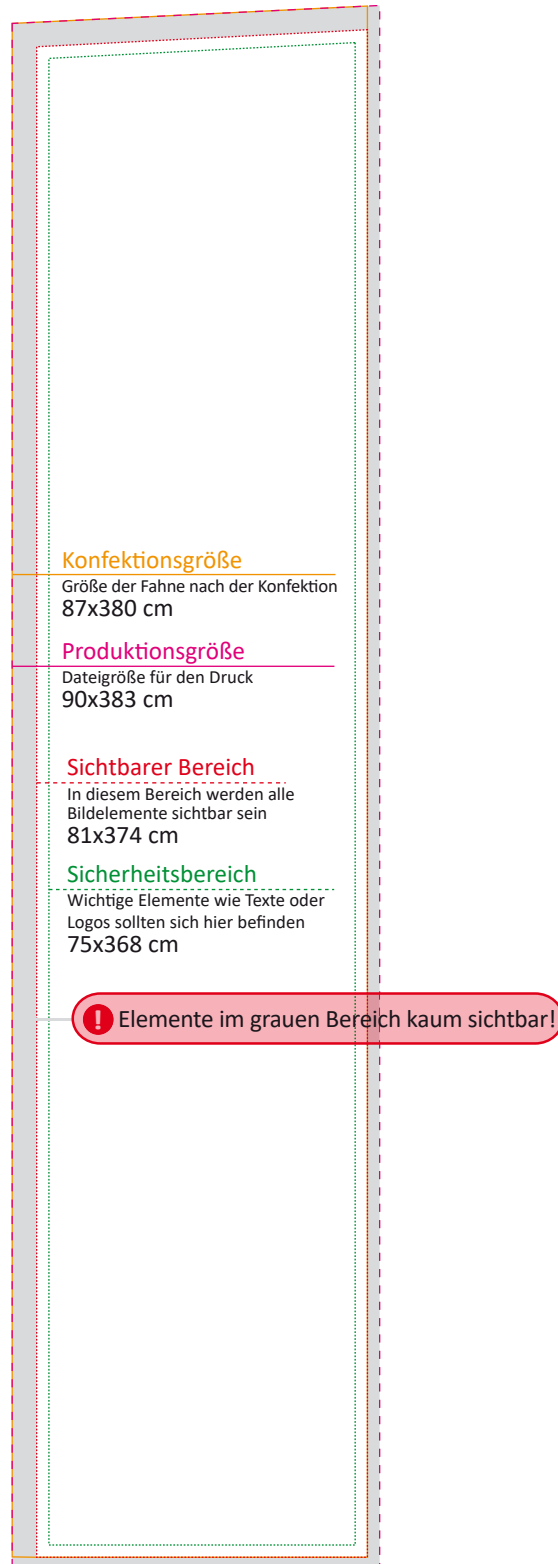 Konfektionsgröße
Größe der Fahne nach der Konfektion
87x380 cm
Produktionsgröße
Dateigröße für den Druck
90x383 cm
Sichtbarer Bereich
In diesem Bereich werden alle
Bildelemente sichtbar sein
81x374 cm
Sicherheitsbereich
Wichtige Elemente wie Texte oder
Logos sollten sich hier befinden
75x368 cm
! Elemente im grauen Bereich kaum sichtbar!